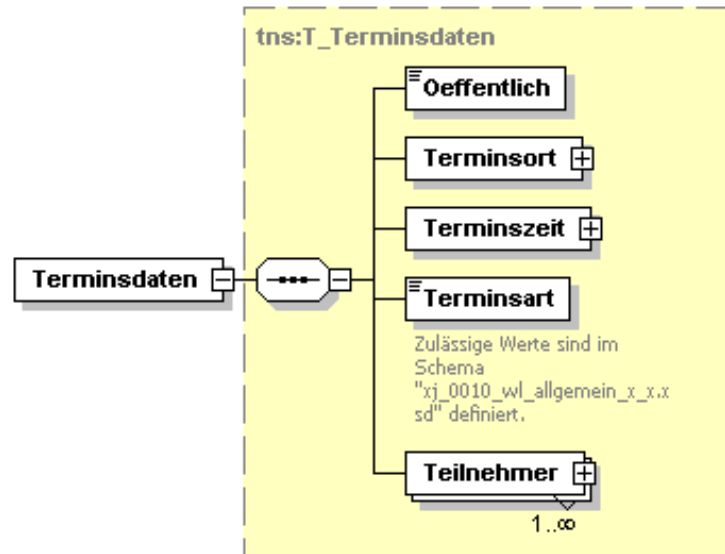 tns:T_Terminsdaten
Oeffentlich
Terminsort
Terminszeit
Terminsdaten
Terminsart
Zulässige Werte sind im
Schema
"xj_0010_wl_allgemein_x_x.x
sd" definiert.
Teilnehmer
1..∞